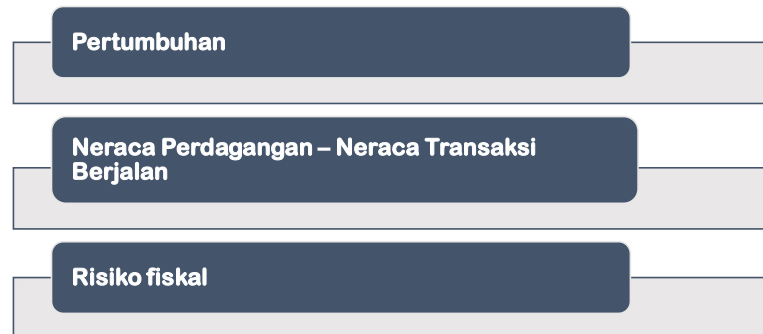 Pertumbuhan
Neraca Perdagangan – Neraca Transaksi
Berjalan
Risiko fiskal